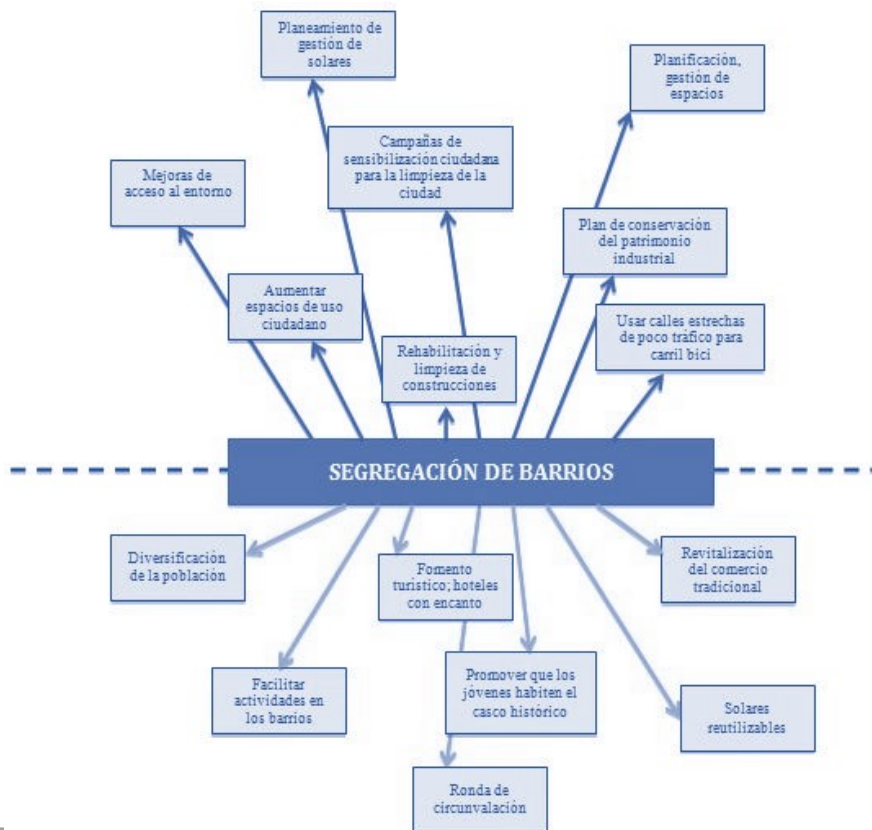 Planeamiento de
gestión de
solares
Planificación,
gestión de
espacios
Campañas de
sensibilización ciudadana
para la limpieza de la
ciudad
Mejoras de
acceso al entorno
Plan de conservación
del patrimonio
industrial
Aumentar
espacios de uso
ciudadano
Usar calles estrechas
de poco tráfico para
carril bici
Rehabilitación y
limpieza de
construcciones
SEGREGACIÓN DE BARRIOS
Diversificación
de la población
Fomento
turístico; hoteles
con encanto
Revitalización
del comercio
tradicional
Facilitar
actividades en
los barrios
Promover que los
jóvenes habiten el
casco histórico
Solares
reutilizables
Ronda de
circunvalación